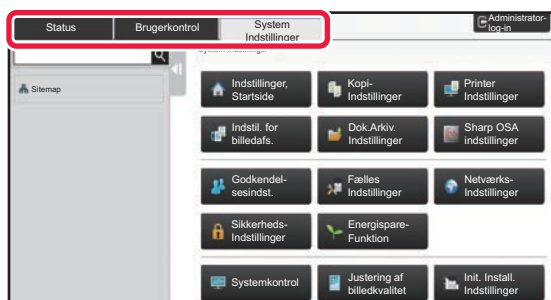 Status
Brugerkontrol
System
Indstillinger
Administrator-
log-in
Sitemap
Indstillinger,
Startside
Kopi-
Indstillinger
Printer
Indstillinger
Indstil. for
billedafs.
Dok.Arkiv.
Indstillinger
Sharp OSA
indstillinger
Godkendel-
sesindst.
Fælles
Indstillinger
Netværks-
Indstillinger
Sikkerheds-
Indstillinger
Energispare-
Funktion
Systemkontrol
Justering af
billedkvalitet
Init. Install.
Indstillinger